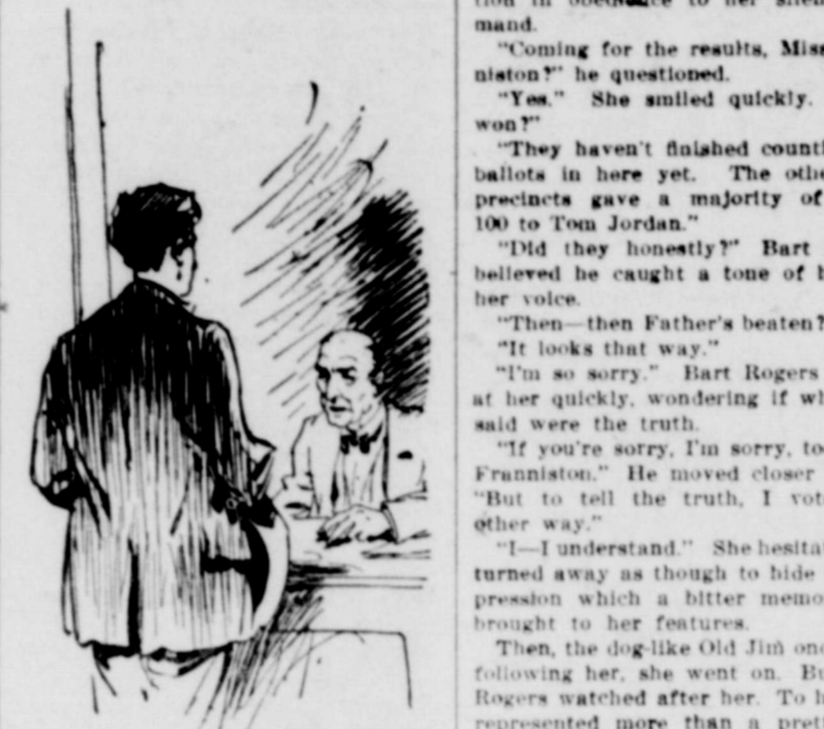 mand.
"Coming for the results, Miss
niston?" he questioned.
"Yes." She smiled quickly.
won?"
"They haven't finished counti
ballots in here yet. The othe
precincts gave a majority of
100 to Tom Jordan."
"Did they honestly?" Bart
believed he caught a tone of
her voice.
"Then—then Father's beaten?
"It looks that way."
"I'm so sorry." Bart Rogers
at her quickly, wondering if wh
said were the truth.
"If you're sorry, I'm sorry, to
Franniston." He moved closer
"But to tell the truth, I vot
other way."
"I—I understand." She hesita
turned away as though to hide
pression which a bitter memo
brought to her features.
Then, the dog-like Old Jim on
following her, she went on. Bu
Rogers watched after her. To h
represented more than a prett